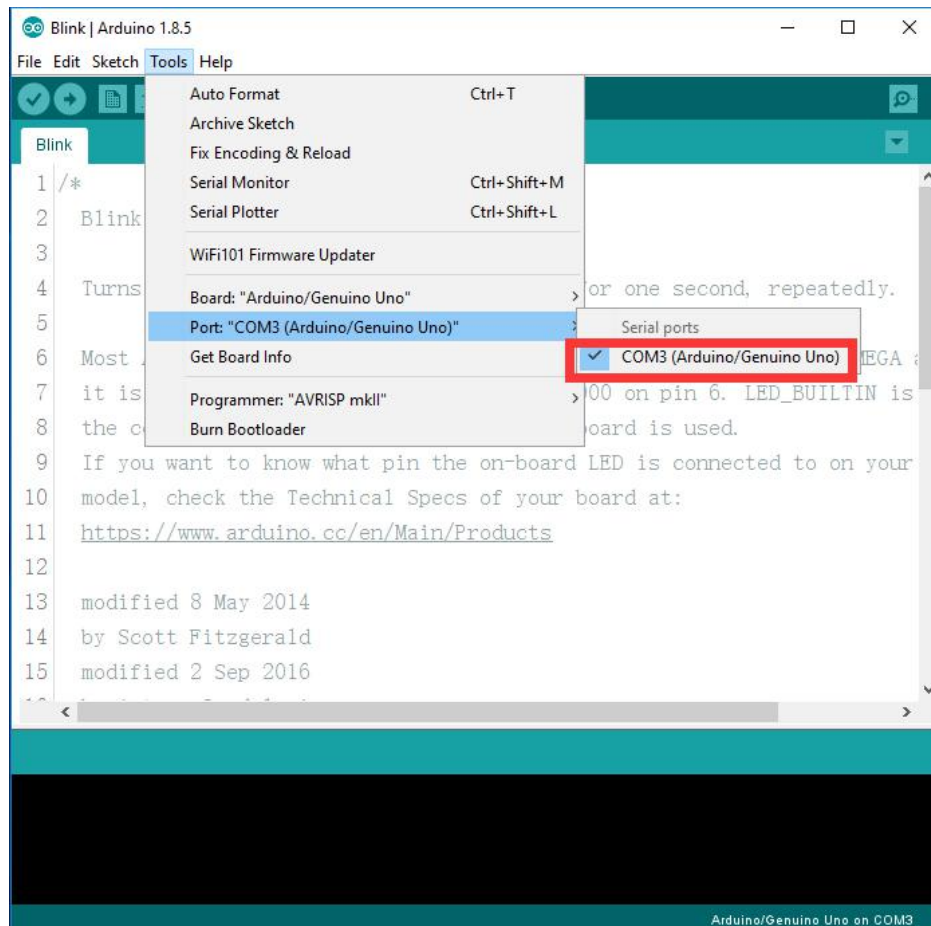 Blink | Arduino 1.8.5
File Edit Sketch Tools Help
Auto Format Ctrl+T
Archive Sketch
Fix Encoding & Reload
Serial Monitor Ctrl+Shift+M
Serial Plotter Ctrl+Shift+L
WiFi101 Firmware Updater
Board: "Arduino/Genuino Uno"
Port: "COM3 (Arduino/Genuino Uno)"
Get Board Info
Programmer: "AVRISP mkII"
Burn Bootloader
Serial ports
COM3 (Arduino/Genuino Uno)
Blink
1 /*
2 Blink
3
4 Turns or one second, repeatedly.
5
6 Most EGA
7 it is 00 on pin 6. LED_BUILTIN is
8 the oard is used.
9 If you want to know what pin the on-board LED is connected to on your
10 model, check the Technical Specs of your board at:
11 https://www.arduino.cc/en/Main/Products
12
13 modified 8 May 2014
14 by Scott Fitzgerald
15 modified 2 Sep 2016
Arduino/Genuino Uno on COM3